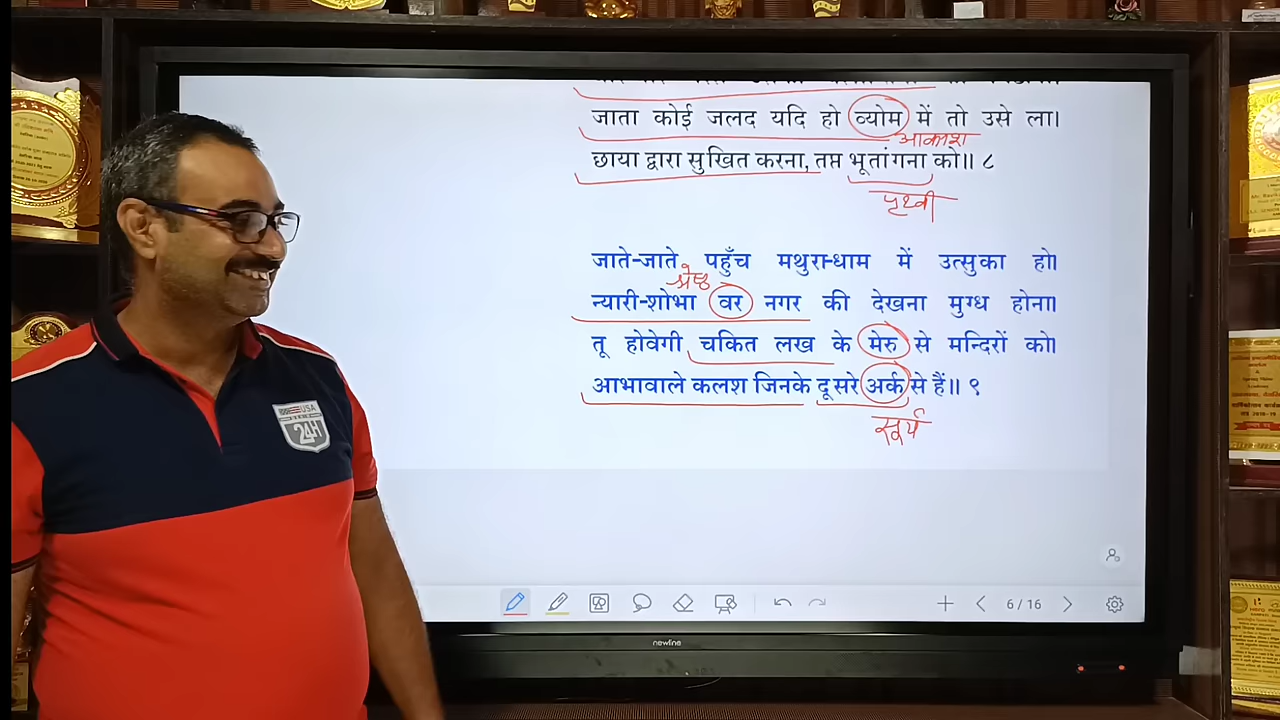 जाता कोई जलद यदि हो व्योम में तो उसे ला।
आकाश
छाया द्वारा सुखित करना, तप्त भूतांगना को॥ ८
पृथ्वी
जाते-जाते पहुँच मथुरा-धाम में उत्सुका हो।
श्रेष्ठ
न्यारी-शोभा वर नगर की देखना मुग्ध होना।
तू होवेगी चकित लख के मेरु से मन्दिरों को।
आभावाले कलश जिनके दूसरे अर्क से हैं॥ ९
सूर्य
USA
24H
6/16
newline